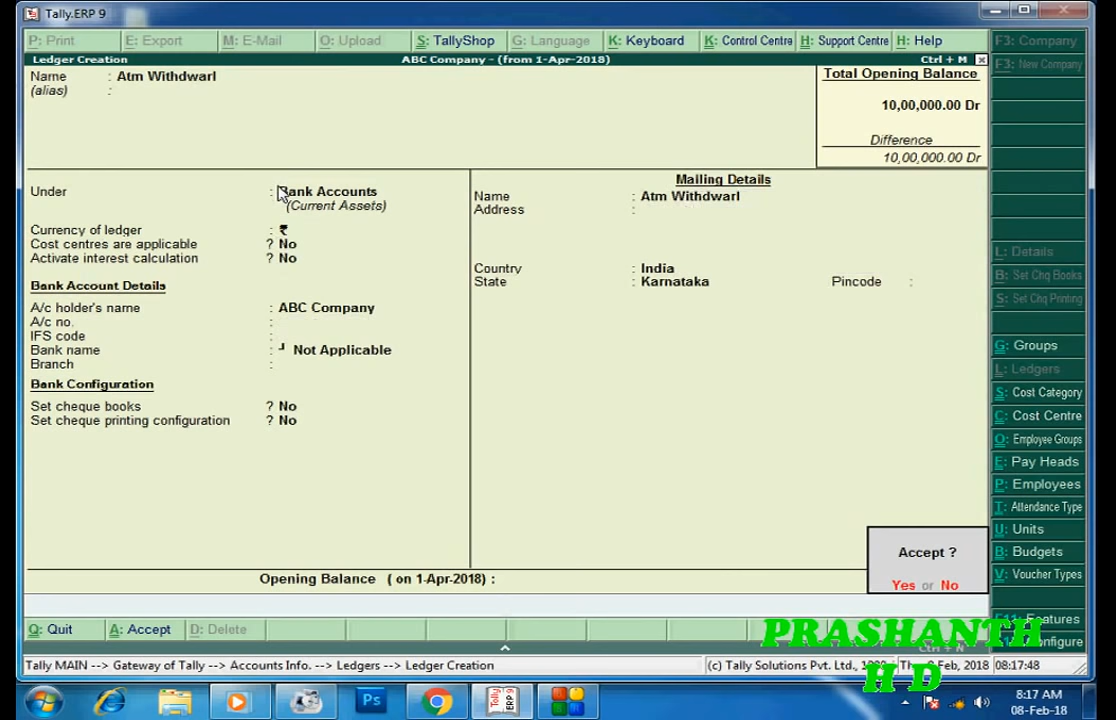 Tally.ERP 9
P: Print E: Export M: E-Mail O: Upload S: TallyShop G: Language K: Keyboard K: Control Centre H: Support Centre H: Help
F3: Company
F3: New Company
Ledger Creation ABC Company - (from 1-Apr-2018) Ctrl + M
Name : Atm Withdwarl
(alias) :
Total Opening Balance
10,00,000.00 Dr
Difference
10,00,000.00 Dr
Under : Bank Accounts
(Current Assets)
Currency of ledger : ₹
Cost centres are applicable ? No
Activate interest calculation ? No
Bank Account Details
A/c holder's name : ABC Company
A/c no. :
IFS code :
Bank name : ┘ Not Applicable
Branch :
Bank Configuration
Set cheque books ? No
Set cheque printing configuration ? No
Mailing Details
Name : Atm Withdwarl
Address :
Country : India
State : Karnataka Pincode :
L: Details
B: Set Chq Books
S: Set Chq Printing
G: Groups
L: Ledgers
S: Cost Category
C: Cost Centre
O: Employee Groups
E: Pay Heads
P: Employees
T: Attendance Type
U: Units
B: Budgets
V: Voucher Types
Accept ?
Yes or No
Opening Balance ( on 1-Apr-2018) :
Q: Quit A: Accept D: Delete
Features
PRASHANTH
H D
Ctrl + N
Tally MAIN --> Gateway of Tally --> Accounts Info. --> Ledgers --> Ledger Creation (c) Tally Solutions Pvt. Ltd., Feb, 2018 08:17:48
Ps
Tally ERP 9
8:17 AM
08-Feb-18